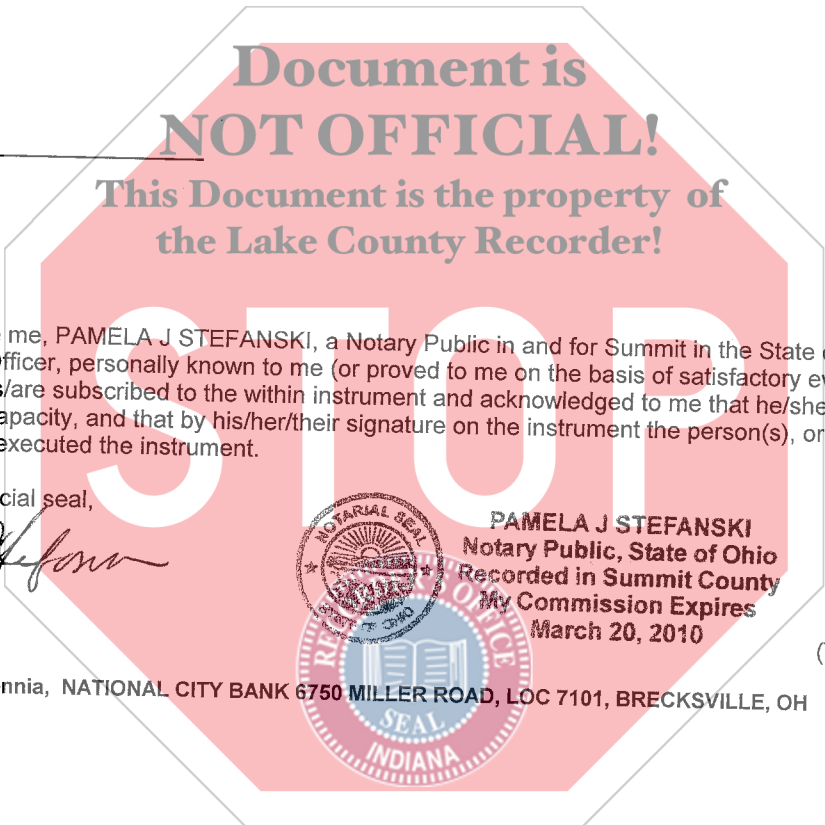 Document is
NOT OFFICIAL!
This Document is the property of
the Lake County Recorder!
STOP
me, PAMELA J STEFANSKI, a Notary Public in and for Summit in the State
fficer, personally known to me (or proved to me on the basis of satisfactory ev
s/are subscribed to the within instrument and acknowledged to me that he/she
apacity, and that by his/her/their signature on the instrument the person(s), or
executed the instrument.
cial seal,
NOTARIAL SEAL
PAMELA J STEFANSKI
Notary Public, State of Ohio
Recorded in Summit County
My Commission Expires
March 20, 2010
RECORDER'S OFFICE
SEAL
INDIANA
nnia, NATIONAL CITY BANK 6750 MILLER ROAD, LOC 7101, BRECKSVILLE, OH